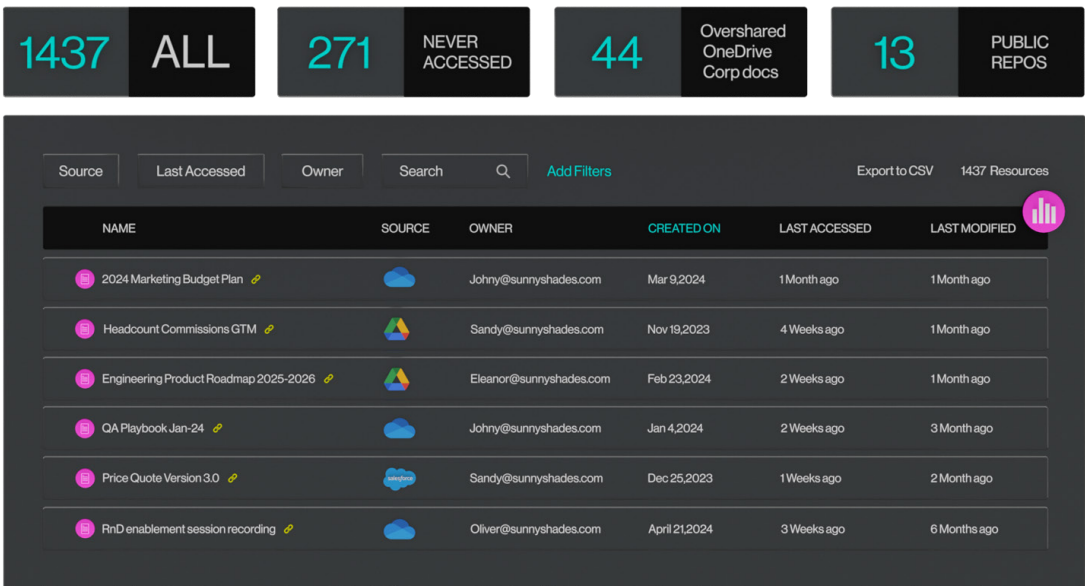 1437 ALL
271 NEVER
ACCESSED
44 Overshared
OneDrive
Corp docs
13 PUBLIC
REPOS
Source Last Accessed Owner Search Add Filters Export to CSV 1437 Resources
NAME SOURCE OWNER CREATED ON LAST ACCESSED LAST MODIFIED
2024 Marketing Budget Plan Johny@sunnyshades.com Mar 9,2024 1 Month ago 1 Month ago
Headcount Commissions GTM Sandy@sunnyshades.com Nov 19,2023 4 Weeks ago 1 Month ago
Engineering Product Roadmap 2025-2026 Eleanor@sunnyshades.com Feb 23,2024 2 Weeks ago 1 Month ago
QA Playbook Jan-24 Johny@sunnyshades.com Jan 4,2024 2 Weeks ago 3 Month ago
Price Quote Version 3.0 salesforce Sandy@sunnyshades.com Dec 25,2023 1 Weeks ago 2 Month ago
RnD enablement session recording Oliver@sunnyshades.com April 21,2024 3 Weeks ago 6 Months ago